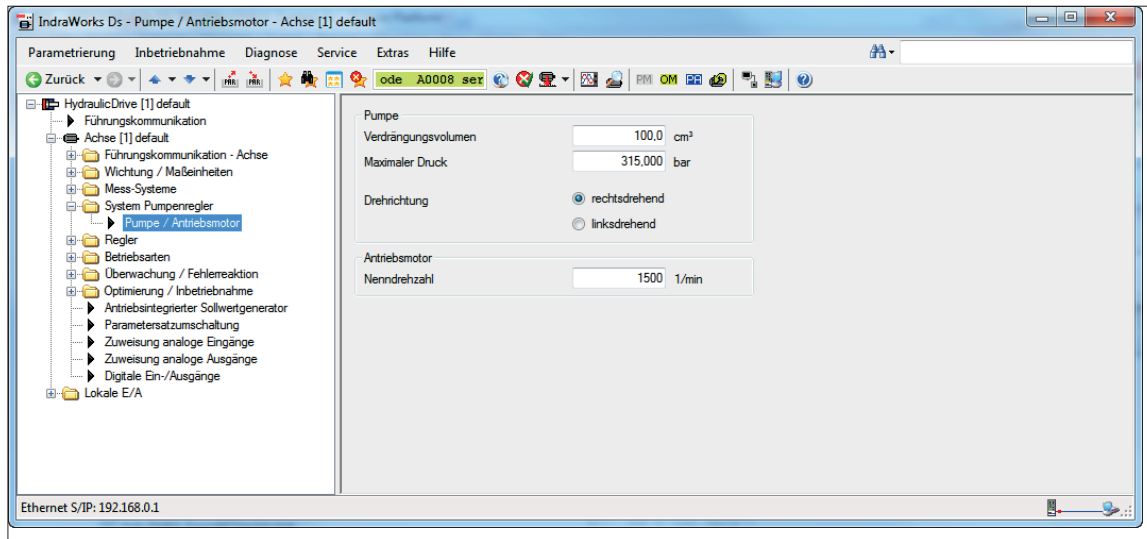 IndraWorks Ds - Pumpe / Antriebsmotor - Achse [1] default
Parametrierung Inbetriebnahme Diagnose Service Extras Hilfe
Zurück PAR PAR ode A0008 ser PM OM
HydraulicDrive [1] default
Führungskommunikation
Achse [1] default
Führungskommunikation - Achse
Wichtung / Maßeinheiten
Mess-Systeme
System Pumpenregler
Pumpe / Antriebsmotor
Regler
Betriebsarten
Überwachung / Fehlerreaktion
Optimierung / Inbetriebnahme
Antriebsintegrierter Sollwertgenerator
Parametersatzumschaltung
Zuweisung analoge Eingänge
Zuweisung analoge Ausgänge
Digitale Ein-/Ausgänge
Lokale E/A
Pumpe
Verdrängungsvolumen 100,0 cm³
Maximaler Druck 315,000 bar
Drehrichtung rechtsdrehend
linksdrehend
Antriebsmotor
Nenndrehzahl 1500 1/min
Ethernet S/IP: 192.168.0.1